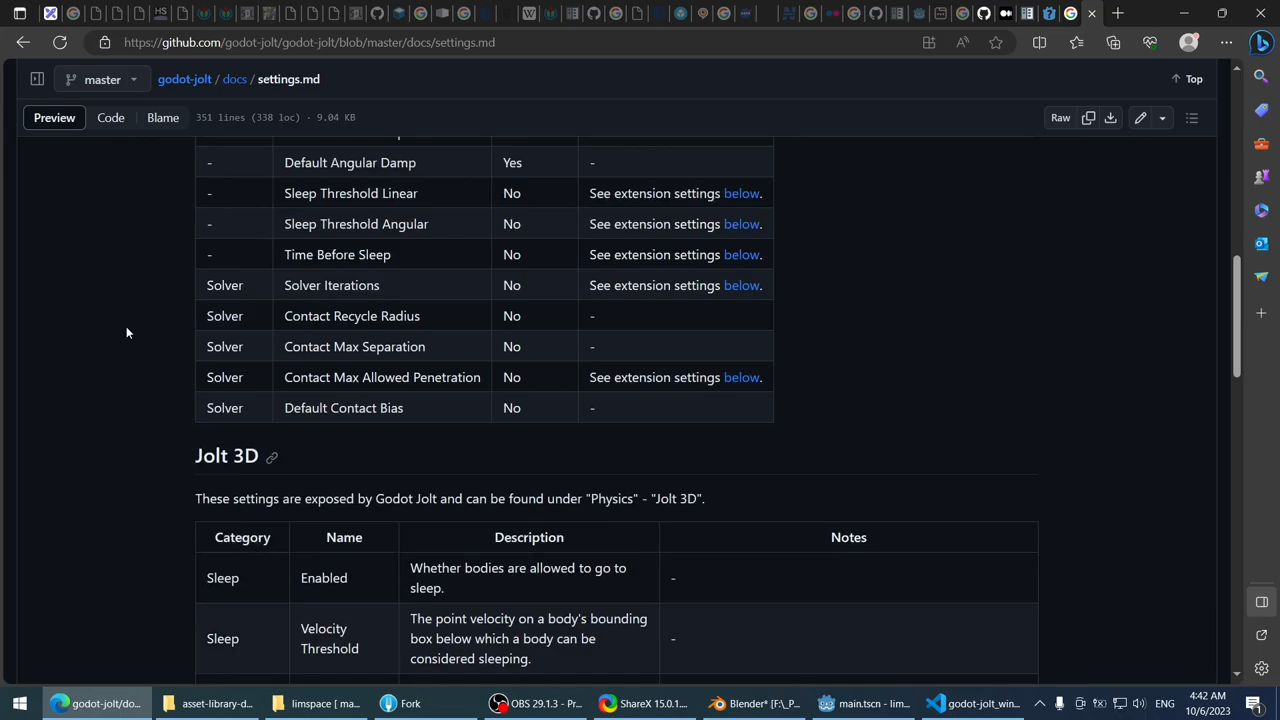 https://github.com/godot-jolt/godot-jolt/blob/master/docs/settings.md
master
godot-jolt / docs / settings.md
Top
Preview
Code
Blame
351 lines (338 loc) · 9.04 KB
Raw
- Default Angular Damp Yes -
- Sleep Threshold Linear No See extension settings below.
- Sleep Threshold Angular No See extension settings below.
- Time Before Sleep No See extension settings below.
Solver Solver Iterations No See extension settings below.
Solver Contact Recycle Radius No -
Solver Contact Max Separation No -
Solver Contact Max Allowed Penetration No See extension settings below.
Solver Default Contact Bias No -
Jolt 3D
These settings are exposed by Godot Jolt and can be found under "Physics" - "Jolt 3D".
Category Name Description Notes
Sleep Enabled Whether bodies are allowed to go to
sleep. -
Sleep Velocity
Threshold The point velocity on a body's bounding
box below which a body can be
considered sleeping. -
godot-jolt/do...
asset-library-d...
limspace [ ma...
Fork
OBS 29.1.3 - Pr...
ShareX 15.0.1...
Blender* [F:\_P...
main.tscn - lim...
godot_jolt_win...
ENG
4:42 AM
10/6/2023